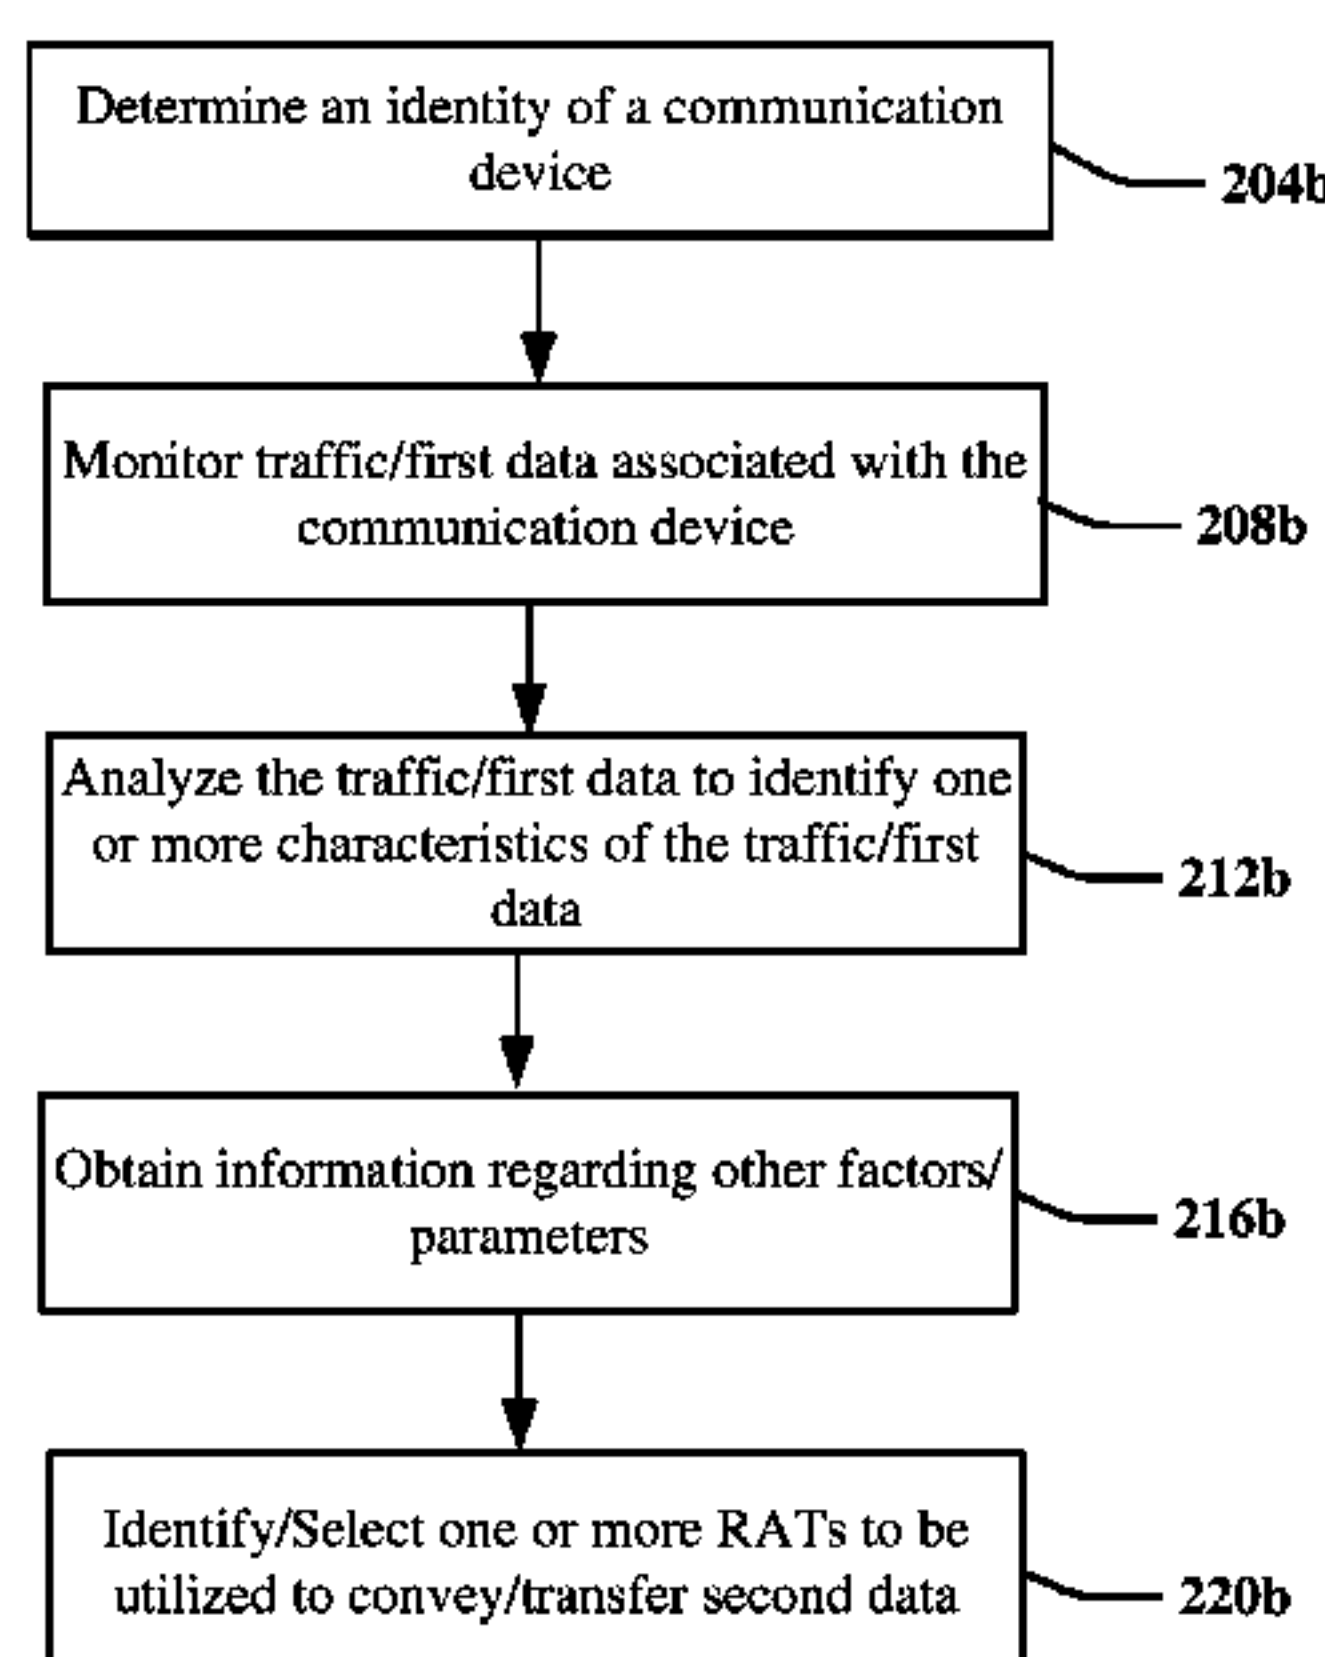 Determine an identity of a communication
device
204b
Monitor traffic/first data associated with the
communication device
208b
Analyze the traffic/first data to identify one
or more characteristics of the traffic/first
data
212b
Obtain information regarding other factors/
parameters
216b
Identify/Select one or more RATs to be
utilized to convey/transfer second data
220b